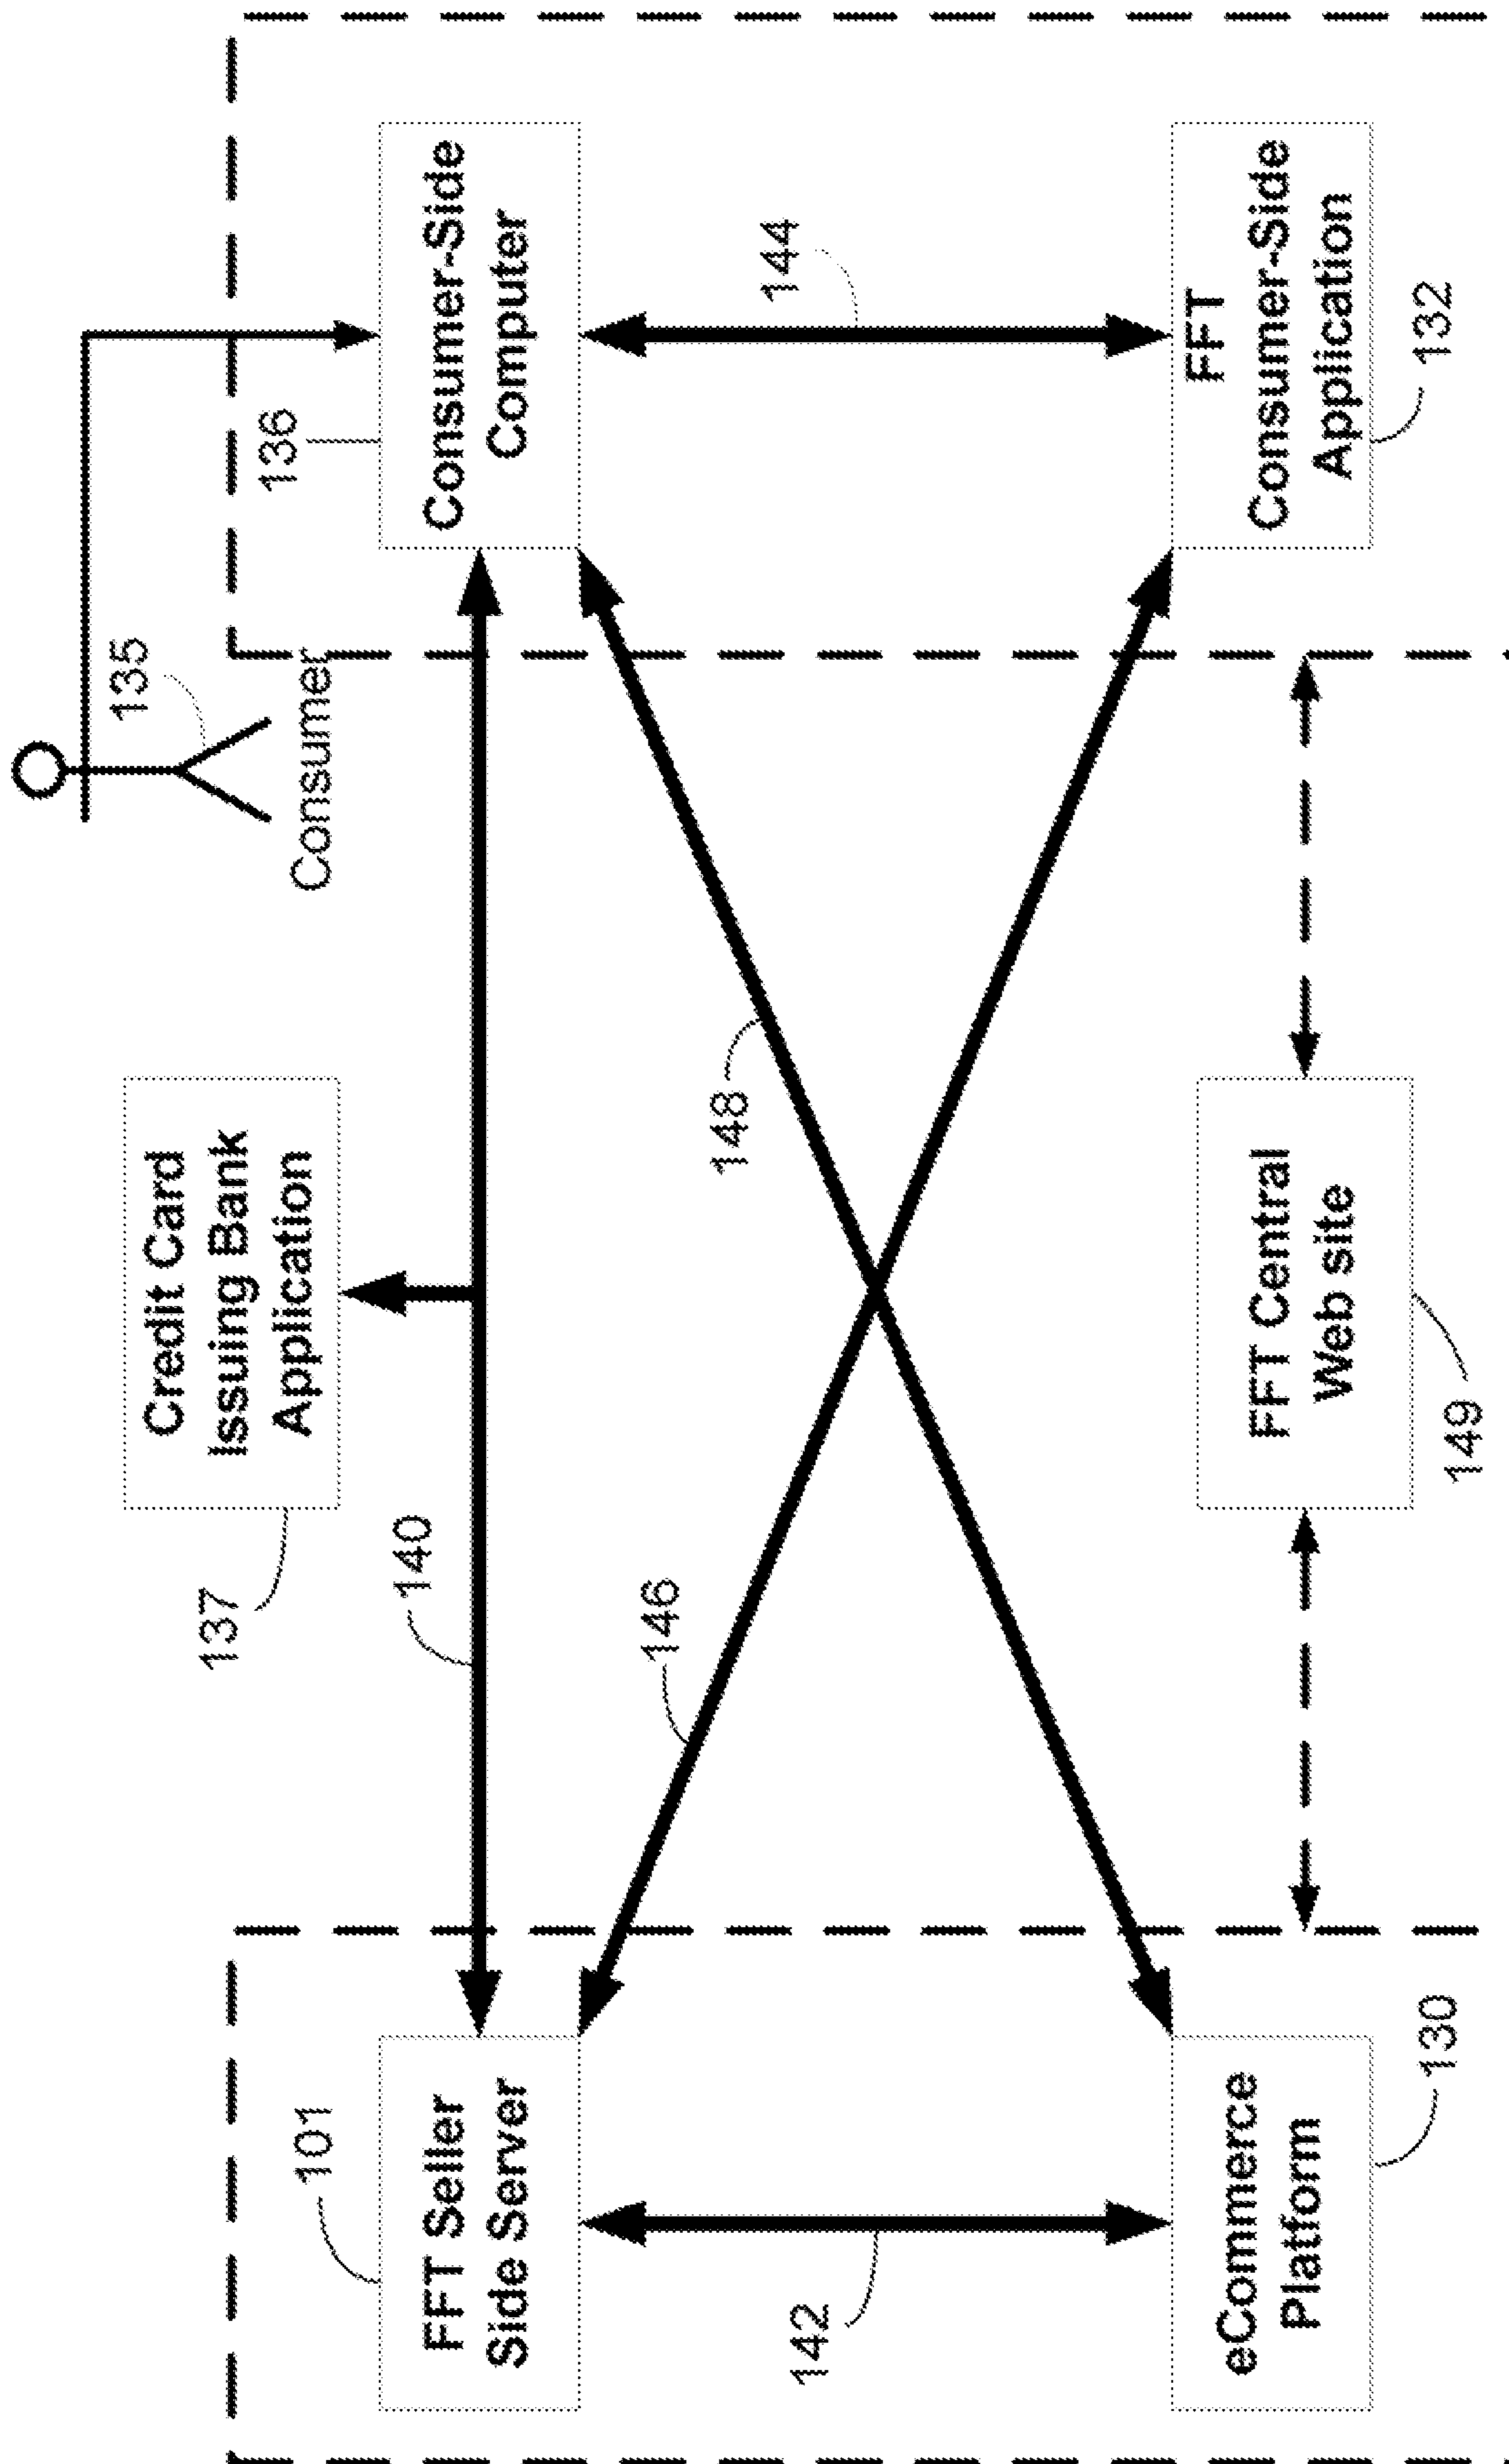 135
Consumer
137
Credit Card
Issuing Bank
Application
101
FFT Seller
Side Server
140
136
Consumer-Side
Computer
146
148
142
144
eCommerce
Platform
130
FFT Central
Web site
149
FFT
Consumer-Side
Application
132